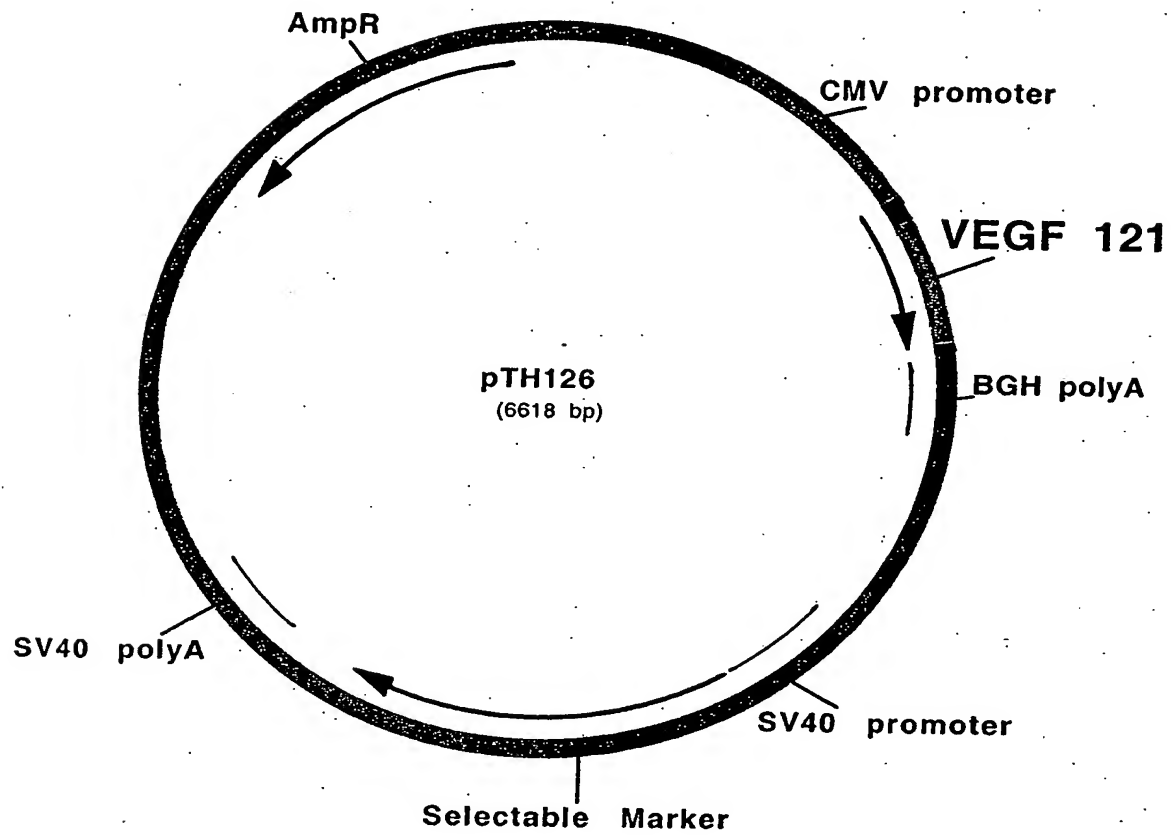 AmpR
CMV promoter
VEGF 121
pTH126
(6618 bp)
BGH polyA
SV40 polyA
SV40 promoter
Selectable Marker